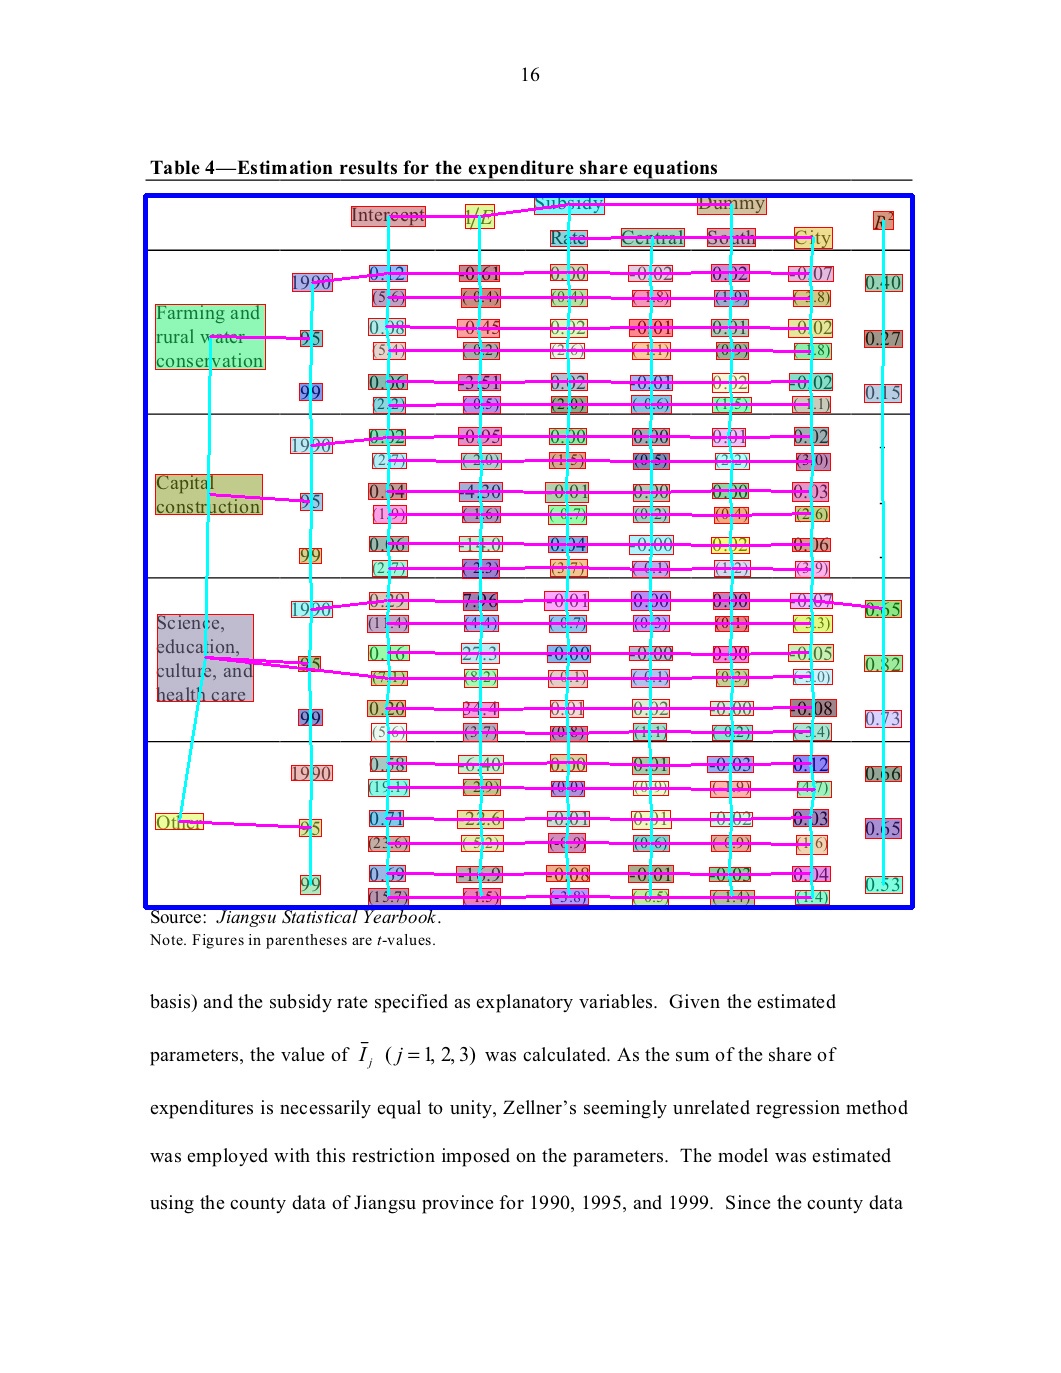 16
Table 4—Estimation results for the expenditure share equations
Subsidy Dummy
Intercept 1/E R²
Rate Central South City
1990 0.12 -0.61 0.00 -0.02 0.02 -0.07 0.40
(5.6) (-0.4) (0.4) (-1.8) (1.9) (-2.8)
Farming and
rural water
conservation
95 0.08 -0.45 0.02 -0.01 0.01 -0.02 0.27
(5.4) (-0.2) (2.6) (-1.1) (0.9) (-1.8)
99 0.06 -3.51 0.02 -0.01 0.02 -0.02 0.15
(2.2) (-0.5) (2.0) (-0.6) (1.5) (-1.1)
1990 0.02 -0.95 0.00 0.00 0.01 0.02 -
(2.7) (-2.0) (1.5) (0.5) (2.2) (3.0)
Capital
construction
95 0.04 -4.30 -0.01 0.00 0.00 0.03 -
(1.9) (-1.6) (-0.7) (0.2) (0.4) (2.6)
99 0.06 0.04 -0.00 0.02 0.06 -
(2.7) (-2.3) (3.7) (-0.1) (1.2) (3.9)
1990 0.29 7.96 -0.01 0.00 0.00 -0.07 0.65
(11.4) (4.4) (-0.7) (0.3) (0.1) (-3.3)
Science,
education,
culture, and
health care
95 0.16 27.3 -0.00 -0.00 0.00 -0.05 0.82
(7.1) (8.2) (-0.1) (-0.1) (0.3) (-3.0)
99 0.20 34.4 0.01 0.02 -0.00 -0.08 0.73
(5.6) (3.7) (0.8) (1.1) (-0.2) (-3.4)
1990 0.58 -6.40 0.00 0.01 -0.03 0.12 0.66
(19.1) (-2.9) (0.0) (0.9) (-1.9) (4.7)
Other
95 0.71 -22.6 -0.01 0.01 -0.02 0.03 0.65
(23.6) (-5.2) (-0.9) (0.6) (-0.9) (1.6)
99 0.69 -0.08 -0.01 -0.03 0.04 0.53
(15.7) (-1.5) (-3.8) (-0.5) (-1.4) (1.4)
Source: Jiangsu Statistical Yearbook.
Note. Figures in parentheses are t-values.
basis) and the subsidy rate specified as explanatory variables. Given the estimated
parameters, the value of Ī_j (j = 1, 2, 3) was calculated. As the sum of the share of
expenditures is necessarily equal to unity, Zellner’s seemingly unrelated regression method
was employed with this restriction imposed on the parameters. The model was estimated
using the county data of Jiangsu province for 1990, 1995, and 1999. Since the county data